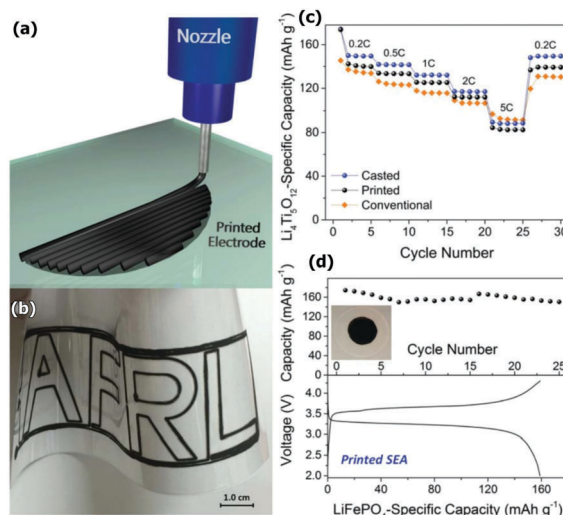 (a)
Nozzle
Printed
Electrode
(b)
AFRL
1.0 cm
(c)
Li4Ti5O12-Specific Capacity (mAh g-1)
160
120
80
40
0
0.2C
0.5C
1C
2C
5C
0.2C
Casted
Printed
Conventional
0 5 10 15 20 25 30
Cycle Number
(d)
Capacity (mAh g-1)
160
120
80
40
0
Cycle Number
0 5 10 15 20 25
Voltage (V)
4.0
3.5
3.0
2.5
2.0
Printed SEA
0 40 80 120 160
LiFePO4-Specific Capacity (mAh g-1)